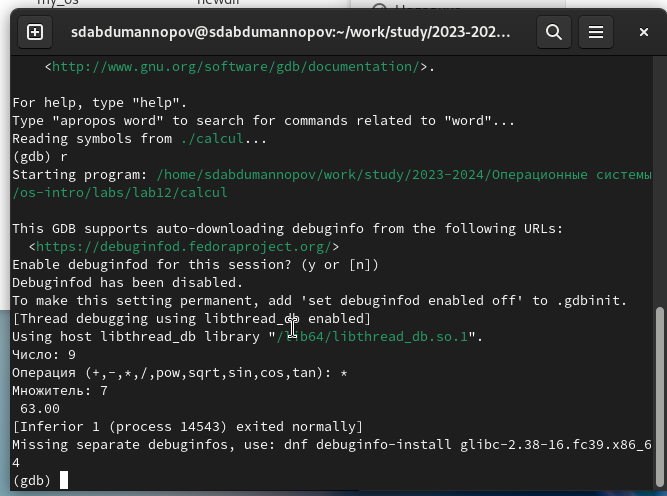 my_os newdir
sdabdumannopov@sdabdumannopov:~/work/study/2023-202...
<http://www.gnu.org/software/gdb/documentation/>.
For help, type "help".
Type "apropos word" to search for commands related to "word"...
Reading symbols from ./calcul...
(gdb) r
Starting program: /home/sdabdumannopov/work/study/2023-2024/Операционные системы
/os-intro/labs/lab12/calcul
This GDB supports auto-downloading debuginfo from the following URLs:
<https://debuginfod.fedoraproject.org/>
Enable debuginfod for this session? (y or [n])
Debuginfod has been disabled.
To make this setting permanent, add 'set debuginfod enabled off' to .gdbinit.
[Thread debugging using libthread_db enabled]
Using host libthread_db library "/lib64/libthread_db.so.1".
Число: 9
Операция (+,-,*,/,pow,sqrt,sin,cos,tan): *
Множитель: 7
63.00
[Inferior 1 (process 14543) exited normally]
Missing separate debuginfos, use: dnf debuginfo-install glibc-2.38-16.fc39.x86_6
4
(gdb)